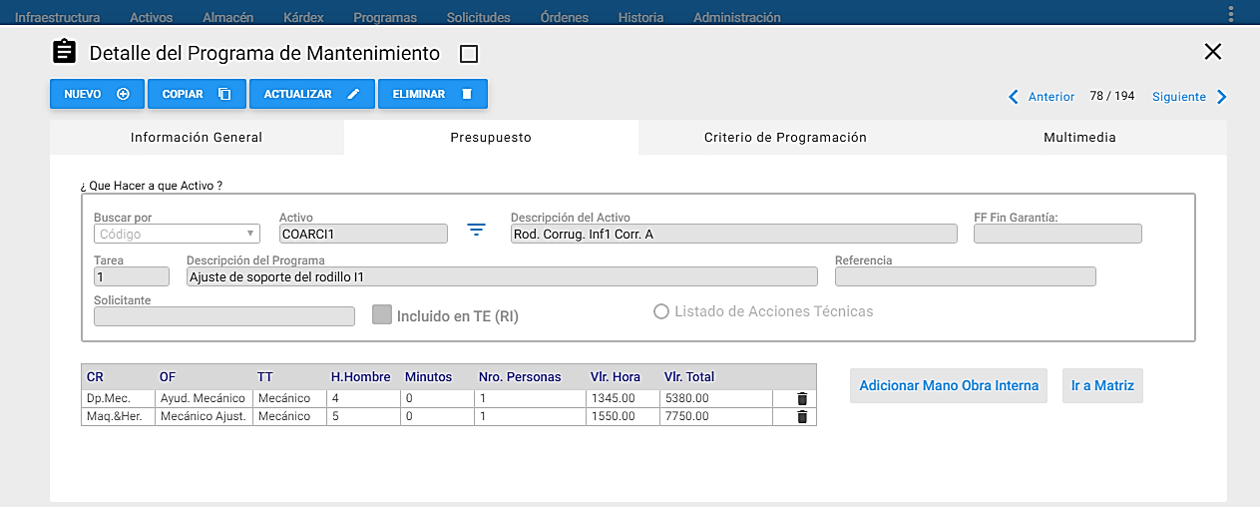 Infraestructura Activos Almacén Kárdex Programas Solicitudes Órdenes Historia Administración
Detalle del Programa de Mantenimiento
NUEVO COPIAR ACTUALIZAR ELIMINAR
Anterior 78 / 194 Siguiente
Información General Presupuesto Criterio de Programación Multimedia
¿ Que Hacer a que Activo ?
Buscar por Activo Descripción del Activo FF Fin Garantía:
Código COARCI1 Rod. Corrug. Inf1 Corr. A
Tarea Descripción del Programa Referencia
1 Ajuste de soporte del rodillo I1
Solicitante
Incluido en TE (RI) Listado de Acciones Técnicas
CR OF TT H.Hombre Minutos Nro. Personas Vlr. Hora Vlr. Total
Adicionar Mano Obra Interna Ir a Matriz
Dp.Mec. Ayud. Mecánico Mecánico 4 0 1 1345.00 5380.00
Maq.&Her. Mecánico Ajust. Mecánico 5 0 1 1550.00 7750.00